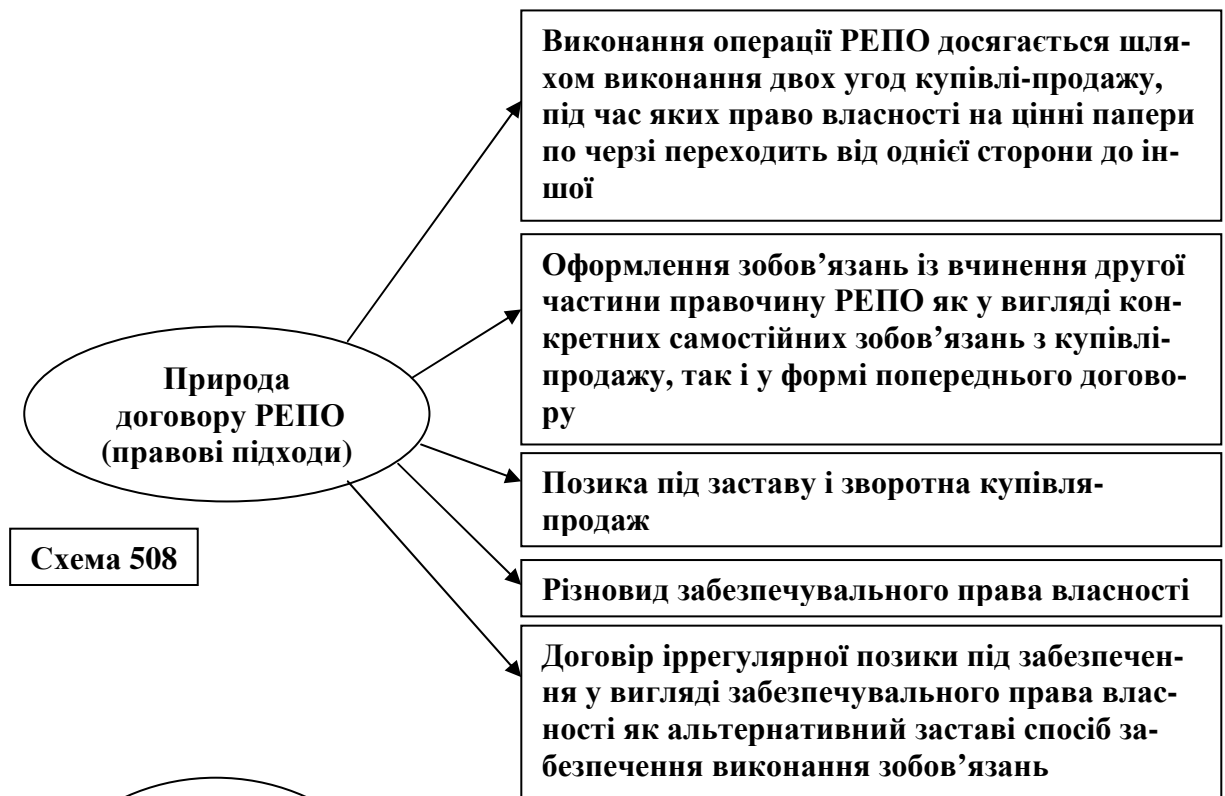 Виконання операції РЕПО досягається шля-
хом виконання двох угод купівлі-продажу,
під час яких право власності на цінні папери
по черзі переходить від однієї сторони до ін-
шої
Оформлення зобов’язань із вчинення другої
частини правочину РЕПО як у вигляді кон-
кретних самостійних зобов’язань з купівлі-
продажу, так і у формі попереднього догово-
ру
Природа
договору РЕПО
(правові підходи)
Позика під заставу і зворотна купівля-
продаж
Схема 508
Різновид забезпечувального права власності
Договір іррегулярної позики під забезпечен-
ня у вигляді забезпечувального права влас-
ності як альтернативний заставі спосіб за-
безпечення виконання зобов’язань